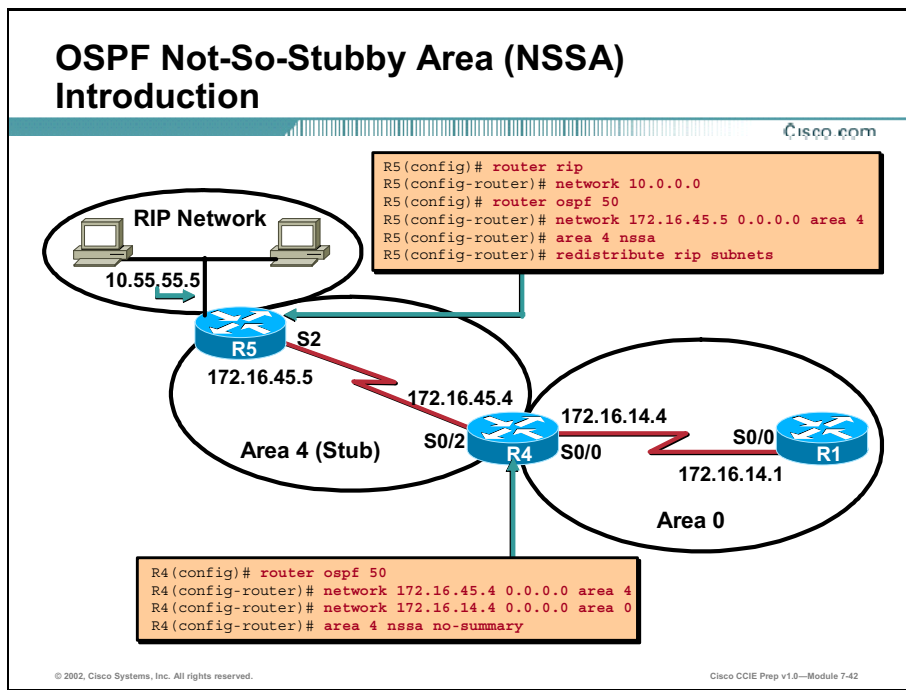 OSPF Not-So-Stubby Area (NSSA)
Introduction
Cisco.com
R5(config)# router rip
R5(config-router)# network 10.0.0.0
R5(config)# router ospf 50
R5(config-router)# network 172.16.45.5 0.0.0.0 area 4
R5(config-router)# area 4 nssa
R5(config-router)# redistribute rip subnets
RIP Network
10.55.55.5
R5
S2
172.16.45.5
172.16.45.4
172.16.14.4
Area 4 (Stub)
S0/2
R4
S0/0
S0/0
R1
172.16.14.1
Area 0
R4(config)# router ospf 50
R4(config-router)# network 172.16.45.4 0.0.0.0 area 4
R4(config-router)# network 172.16.14.4 0.0.0.0 area 0
R4(config-router)# area 4 nssa no-summary
© 2002, Cisco Systems, Inc. All rights reserved.
Cisco CCIE Prep v1.0—Module 7-42